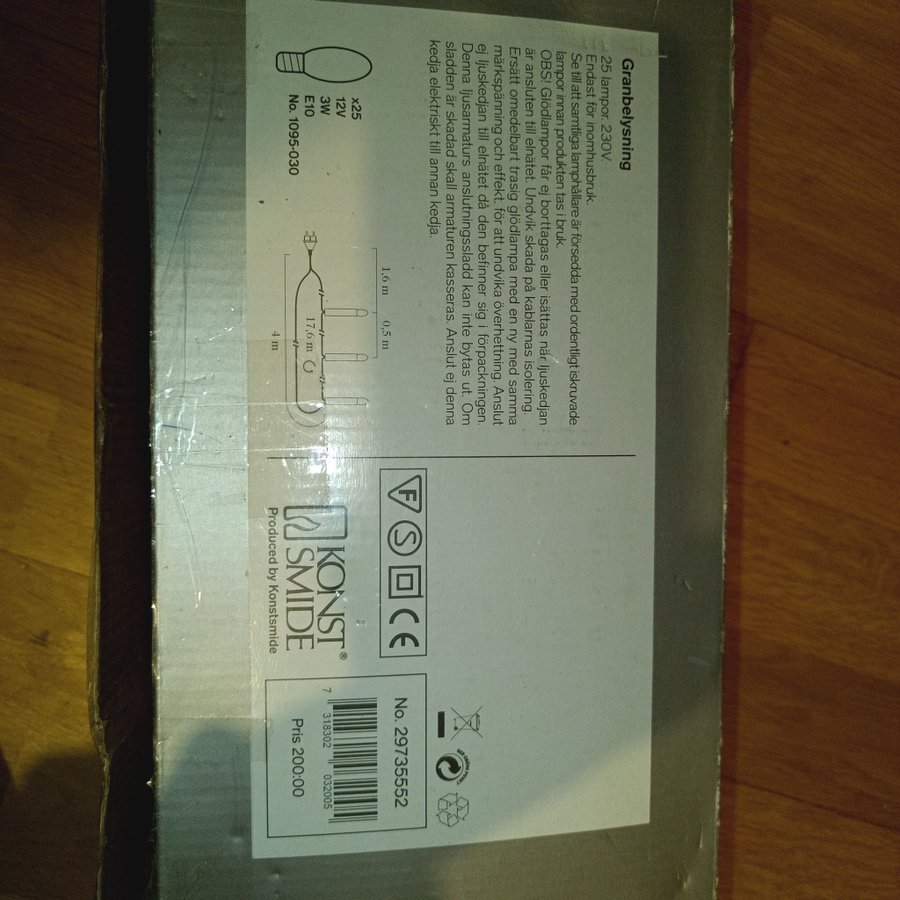 Granbelysning
25 lampor. 230V.
Endast för inomhusbruk.
Se till att samtliga lamphållare är försedda med ordentligt iskruvade
lampor innan produkten tas i bruk.
OBS! Glödlampor får ej borttagas eller isättas när ljuskedjan
är ansluten till elnätet. Undvik skada på kablarnas isolering.
Ersätt omedelbart trasig glödlampa med en ny med samma
märkspänning och effekt, för att undvika överhettning. Anslut
ej ljuskedjan till elnätet då den befinner sig i förpackningen.
Denna ljusarmaturs anslutningssladd kan inte bytas ut. Om
sladden är skadad skall armaturen kasseras. Anslut ej denna
kedja elektriskt till annan kedja.
x25
12V
3W
E10
No. 1095-030
1,6 m
0,5 m
17,6 m
4 m
F S CE
KONST
SMIDE®
Produced by Konstsmide
No. 29735552
7 318302 032005
Pris 200:00